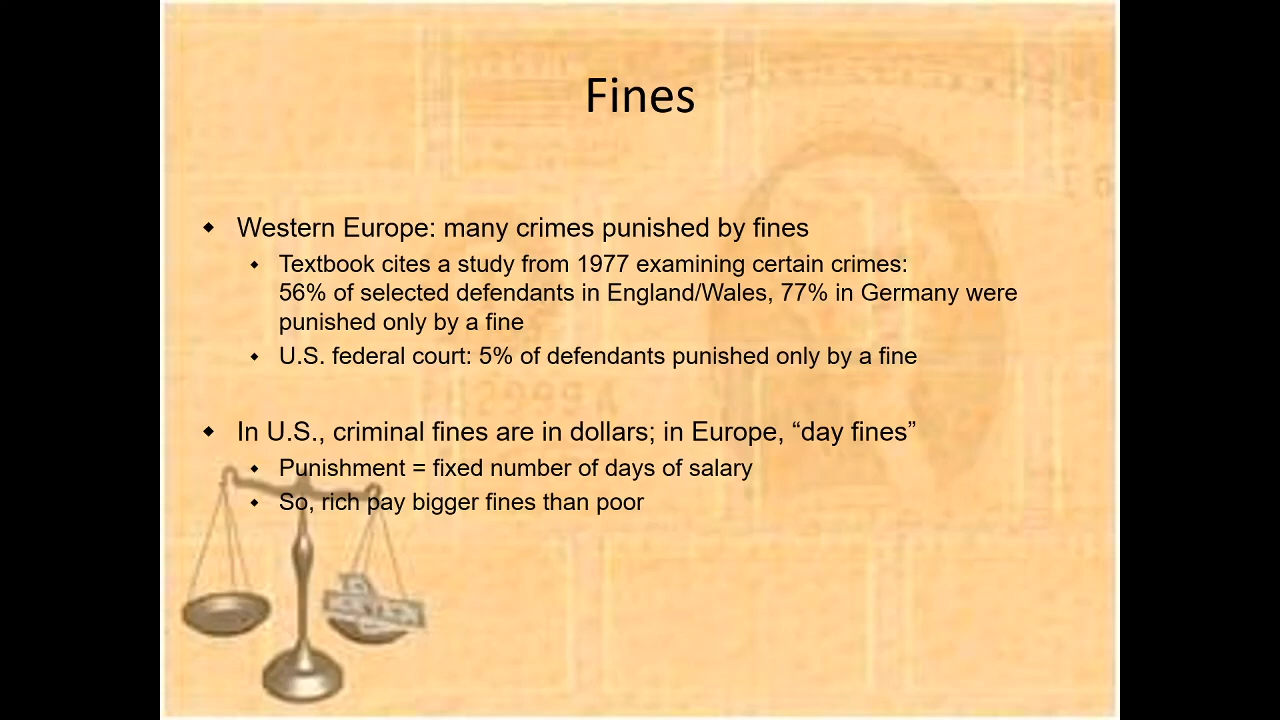 Fines
Western Europe: many crimes punished by fines
Textbook cites a study from 1977 examining certain crimes:
56% of selected defendants in England/Wales, 77% in Germany were
punished only by a fine
U.S. federal court: 5% of defendants punished only by a fine
In U.S., criminal fines are in dollars; in Europe, “day fines”
Punishment = fixed number of days of salary
So, rich pay bigger fines than poor